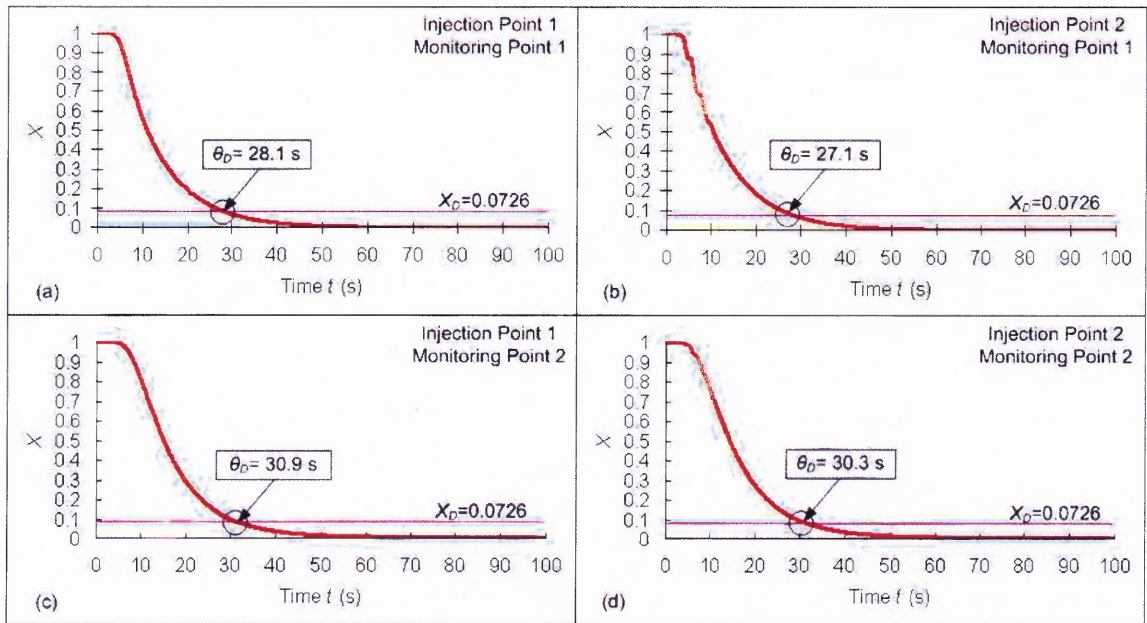 Injection Point 1
Monitoring Point 1
1
0.9
0.8
0.7
0.6
0.5
0.4
0.3
0.2
0.1
0
X
θD= 28.1 s
XD=0.0726
0 10 20 30 40 50 60 70 80 90 100
Time t (s)
(a)
Injection Point 2
Monitoring Point 1
1
0.9
0.8
0.7
0.6
0.5
0.4
0.3
0.2
0.1
0
X
θD= 27.1 s
XD=0.0726
0 10 20 30 40 50 60 70 80 90 100
Time t (s)
(b)
Injection Point 1
Monitoring Point 2
1
0.9
0.8
0.7
0.6
0.5
0.4
0.3
0.2
0.1
0
X
θD= 30.9 s
XD=0.0726
0 10 20 30 40 50 60 70 80 90 100
Time t (s)
(c)
Injection Point 2
Monitoring Point 2
1
0.9
0.8
0.7
0.6
0.5
0.4
0.3
0.2
0.1
0
X
θD= 30.3 s
XD=0.0726
0 10 20 30 40 50 60 70 80 90 100
Time t (s)
(d)